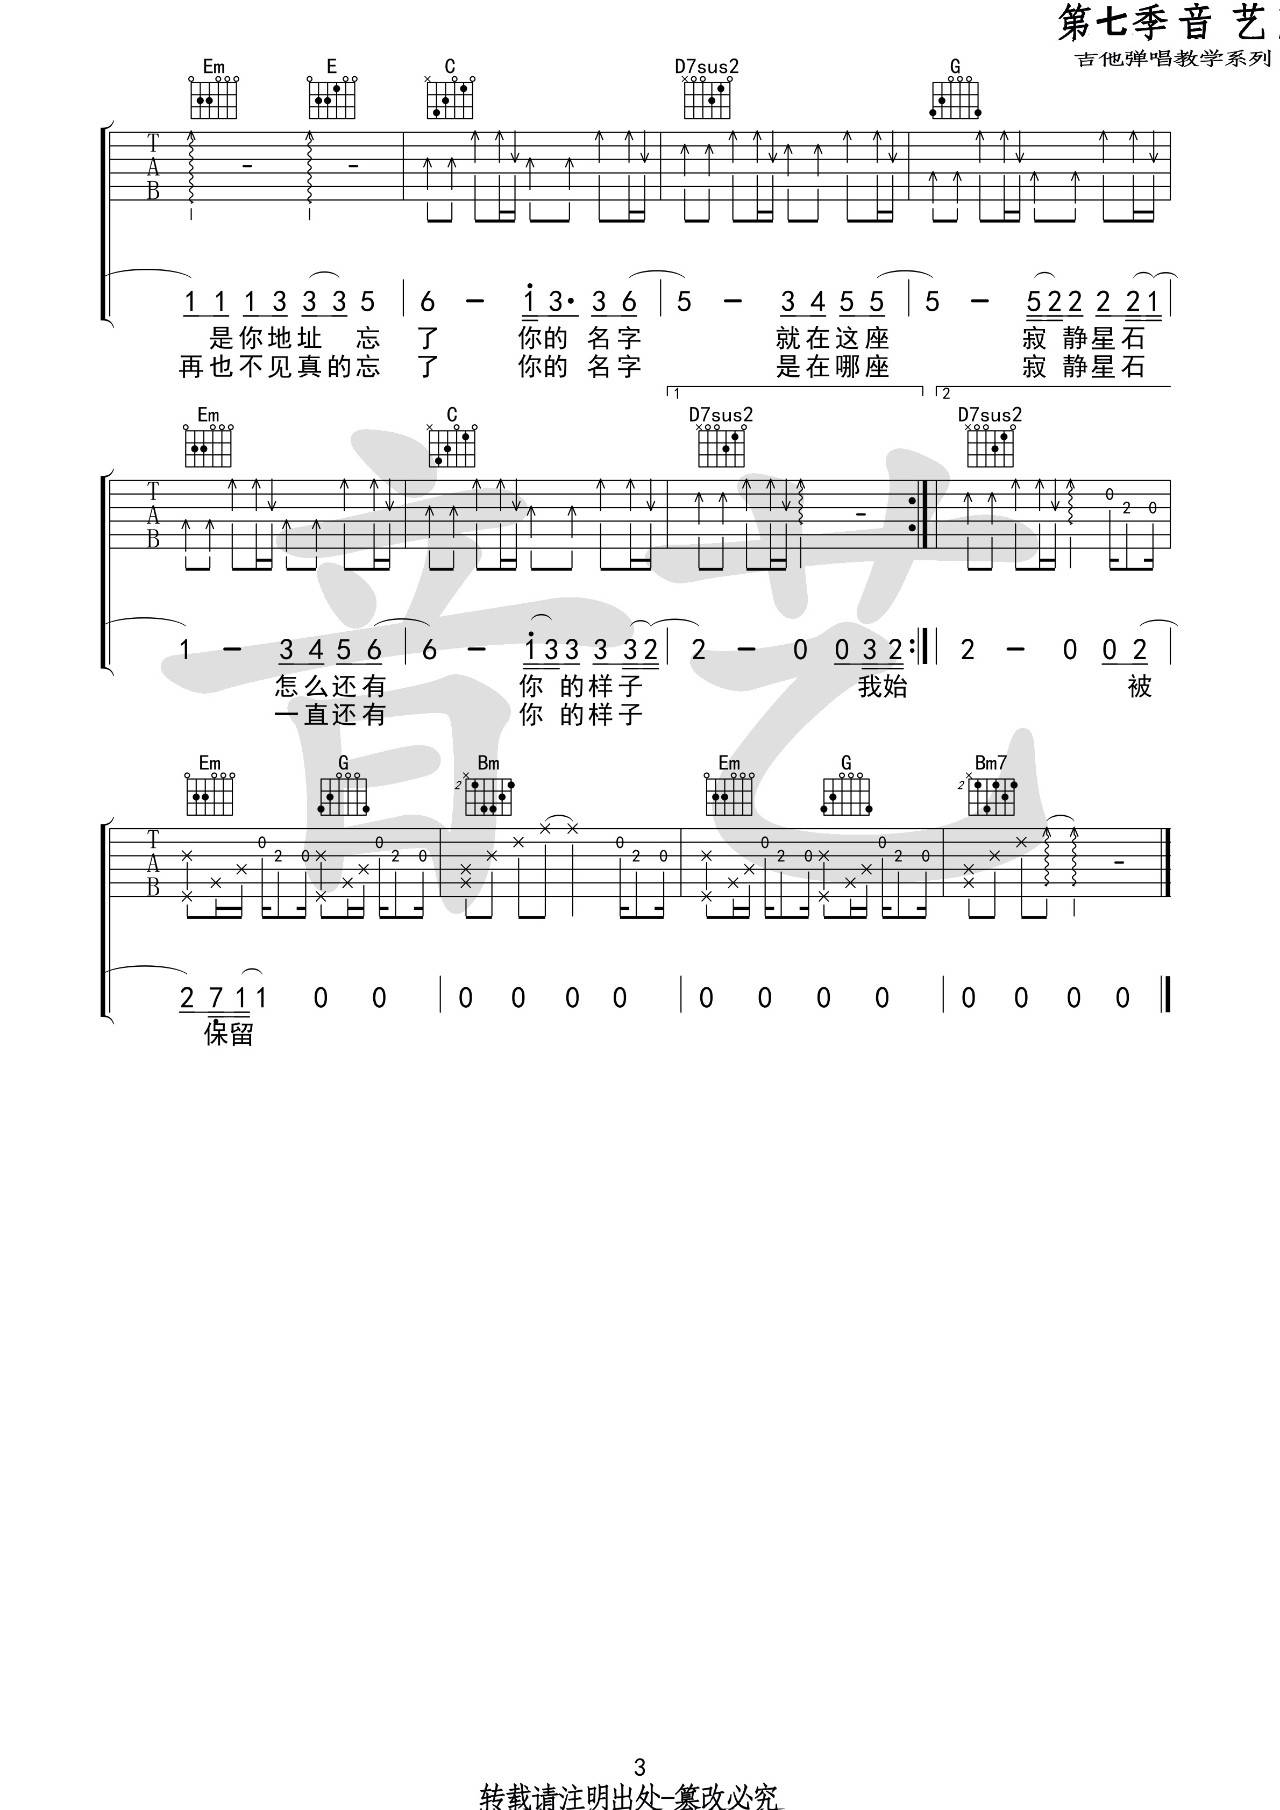 第七季音艺
吉他弹唱教学系列
Em E C D7sus2 G
T
A
B
1 1 1 3 3 3 5 | 6 - 1 3· 3 6 | 5 - 3 4 5 5 | 5 - 5 2 2 2 2 1 |
是你地址 忘 了 你的 名字 就在这座 寂 静星石
再也不见真的忘 了 你的 名字 是在哪座 寂 静星石
1 2
Em C D7sus2 D7sus2
T
A
B
0 2 0
1 - 3 4 5 6 | 6 - 1 3 3 3 3 2 | 2 - 0 0 3 2 :| 2 - 0 0 2 |
怎么还有 你 的样子 我始 被
一直还有 你 的样子
Em G Bm Em G Bm7
2 2
T
A
B
0 2 0 0 2 0 0 2 0 0 2 0 0 2 0
2 7 1 1 0 0 | 0 0 0 0 | 0 0 0 0 | 0 0 0 0
保留
音艺
3
转载请注明出处-篡改必究